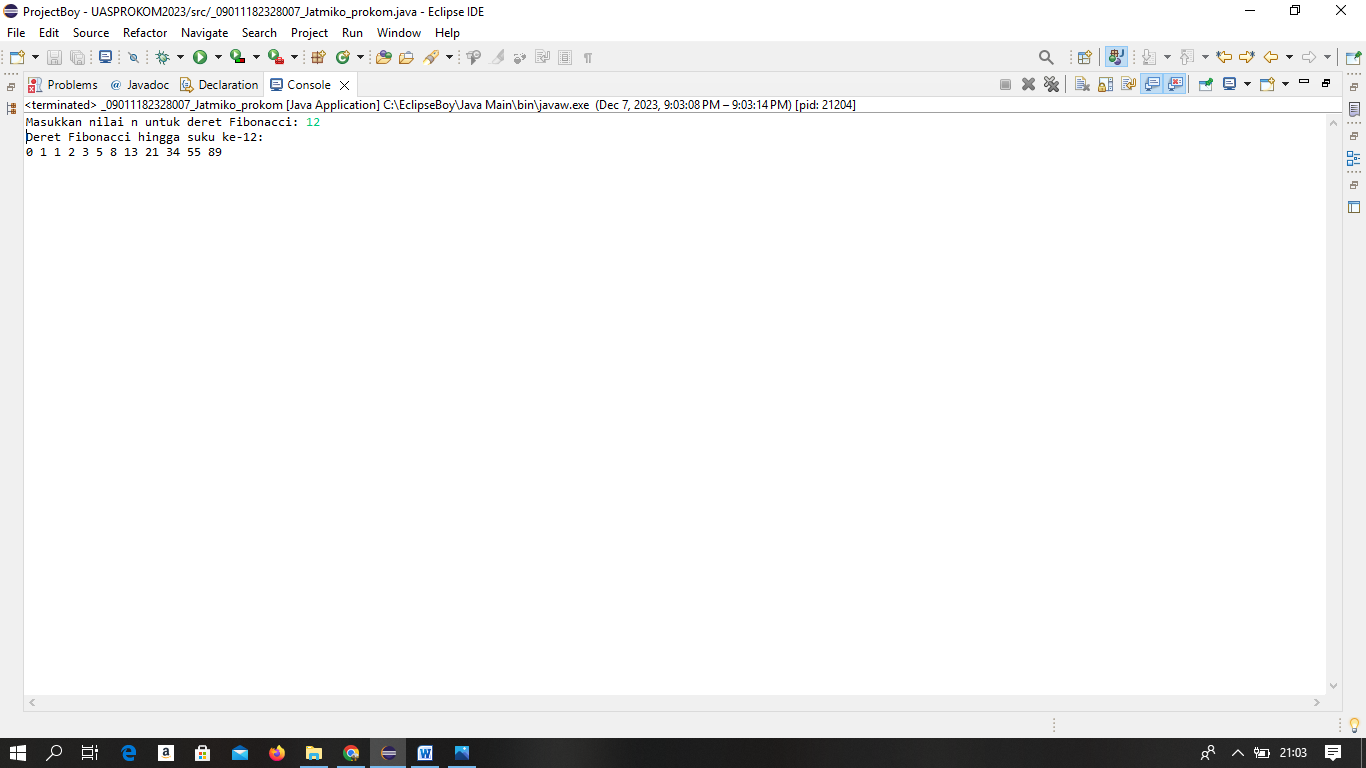 ProjectBoy - UASPROKOM2023/src/_09011182328007_Jatmiko_prokom.java - Eclipse IDE
File Edit Source Refactor Navigate Search Project Run Window Help
Problems @ Javadoc Declaration Console
<terminated> _09011182328007_Jatmiko_prokom [Java Application] C:\EclipseBoy\Java Main\bin\javaw.exe (Dec 7, 2023, 9:03:08 PM – 9:03:14 PM) [pid: 21204]
Masukkan nilai n untuk deret Fibonacci: 12
Deret Fibonacci hingga suku ke-12:
0 1 1 2 3 5 8 13 21 34 55 89
21:03